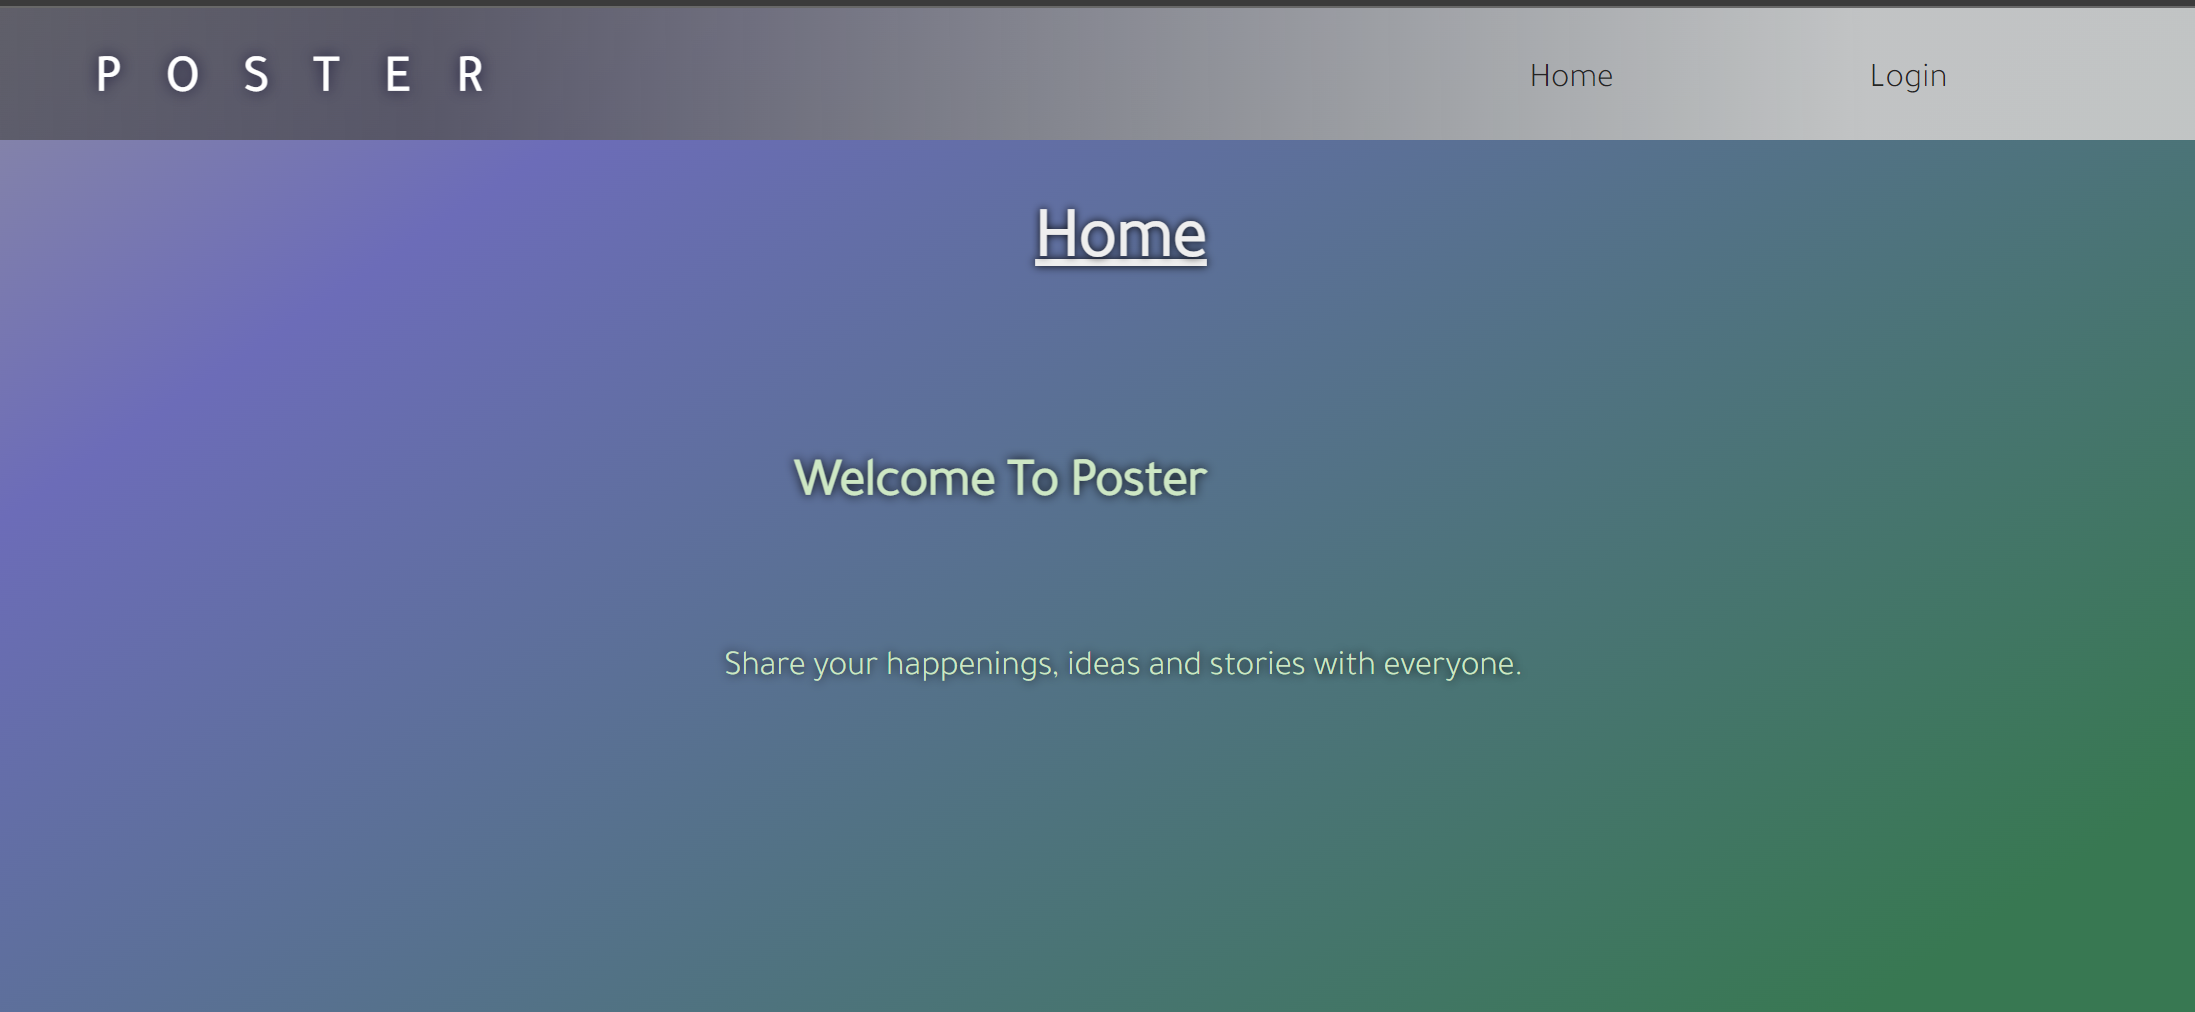 P O S T E R
Home
Login
Home
Welcome To Poster
Share your happenings, ideas and stories with everyone.